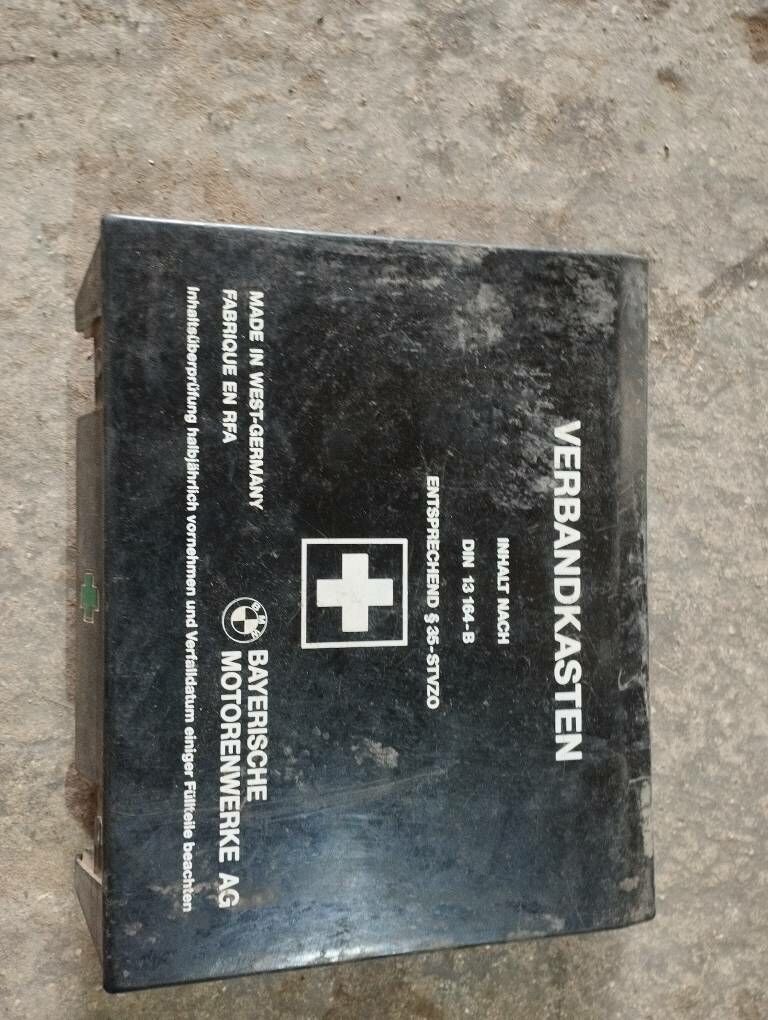 VERBANDKASTEN
INHALT NACH
DIN 13 164-B
ENTSPRECHEND § 35-STVZO
MADE IN WEST-GERMANY
FABRIQUE EN RFA
BMW
BAYERISCHE
MOTORENWERKE AG
Inhaltsüberprüfung halbjährlich vornehmen und Verfalldatum einiger Füllteile beachten